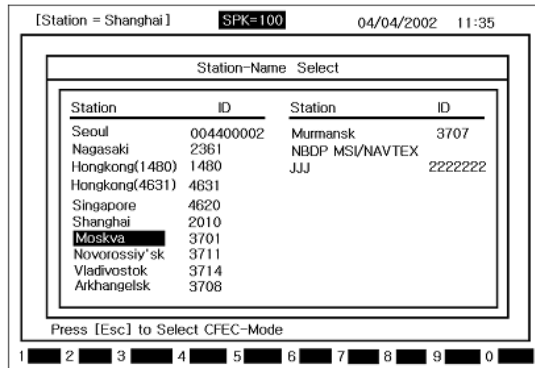 [Station = Shanghai] SPK=100 04/04/2002 11:35
Station-Name Select
Station ID
Seoul 004400002
Nagasaki 2361
Hongkong(1480) 1480
Hongkong(4631) 4631
Singapore 4620
Shanghai 2010
Moskva 3701
Novorossiy'sk 3711
Vladivostok 3714
Arkhangelsk 3708
Station ID
Murmansk 3707
NBDP MSI/NAVTEX
JJJ 2222222
Press [Esc] to Select CFEC-Mode
1 2 3 4 5 6 7 8 9 0